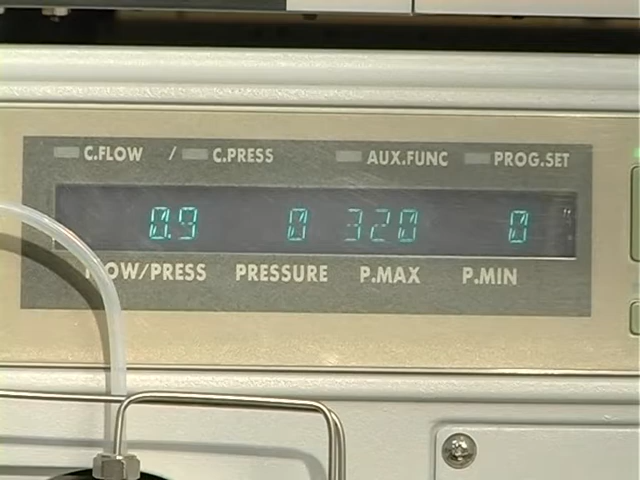 C.FLOW / C.PRESS AUX.FUNC PROG.SET
0.9 0 320 0
FLOW/PRESS PRESSURE P.MAX P.MIN